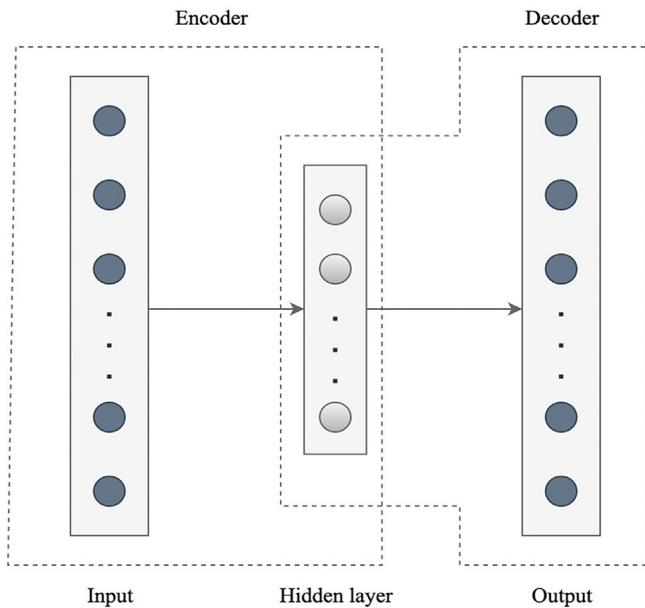 Encoder
Decoder
Input
Hidden layer
Output